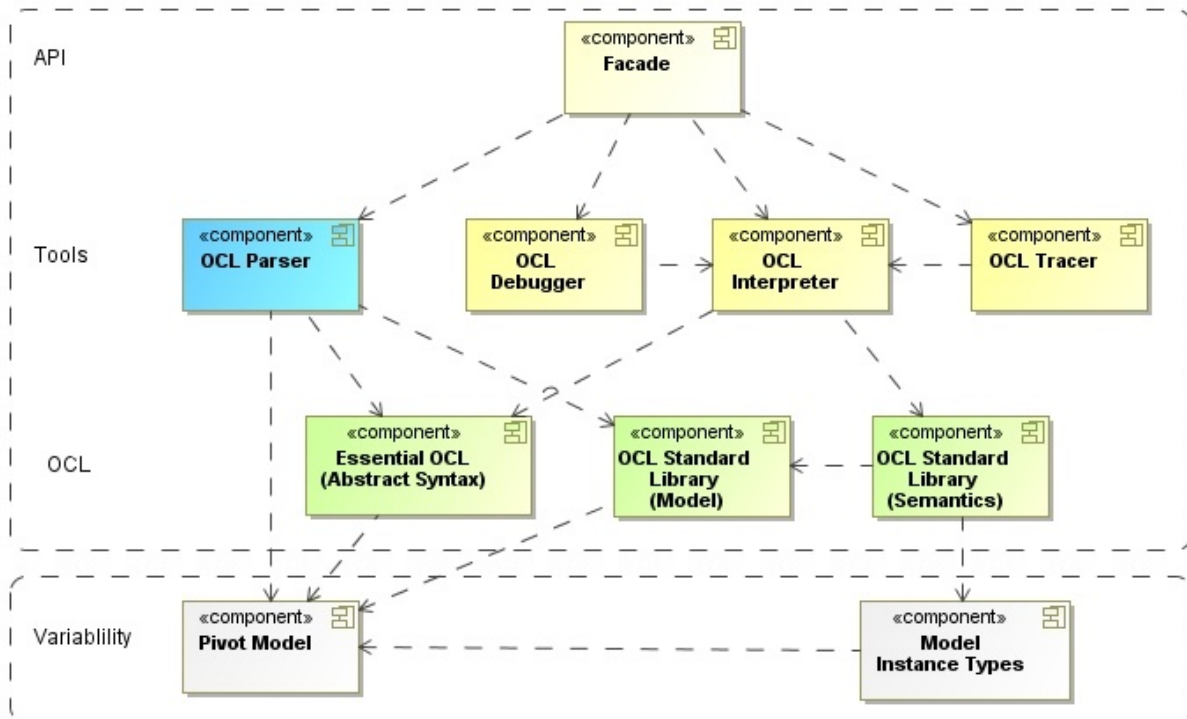 API
«component»
Facade
Tools
«component»
OCL Parser
«component»
OCL
Debugger
«component»
OCL
Interpreter
«component»
OCL Tracer
OCL
«component»
Essential OCL
(Abstract Syntax)
«component»
OCL Standard
Library
(Model)
«component»
OCL Standard
Library
(Semantics)
Variablility
«component»
Pivot Model
«component»
Model
Instance Types